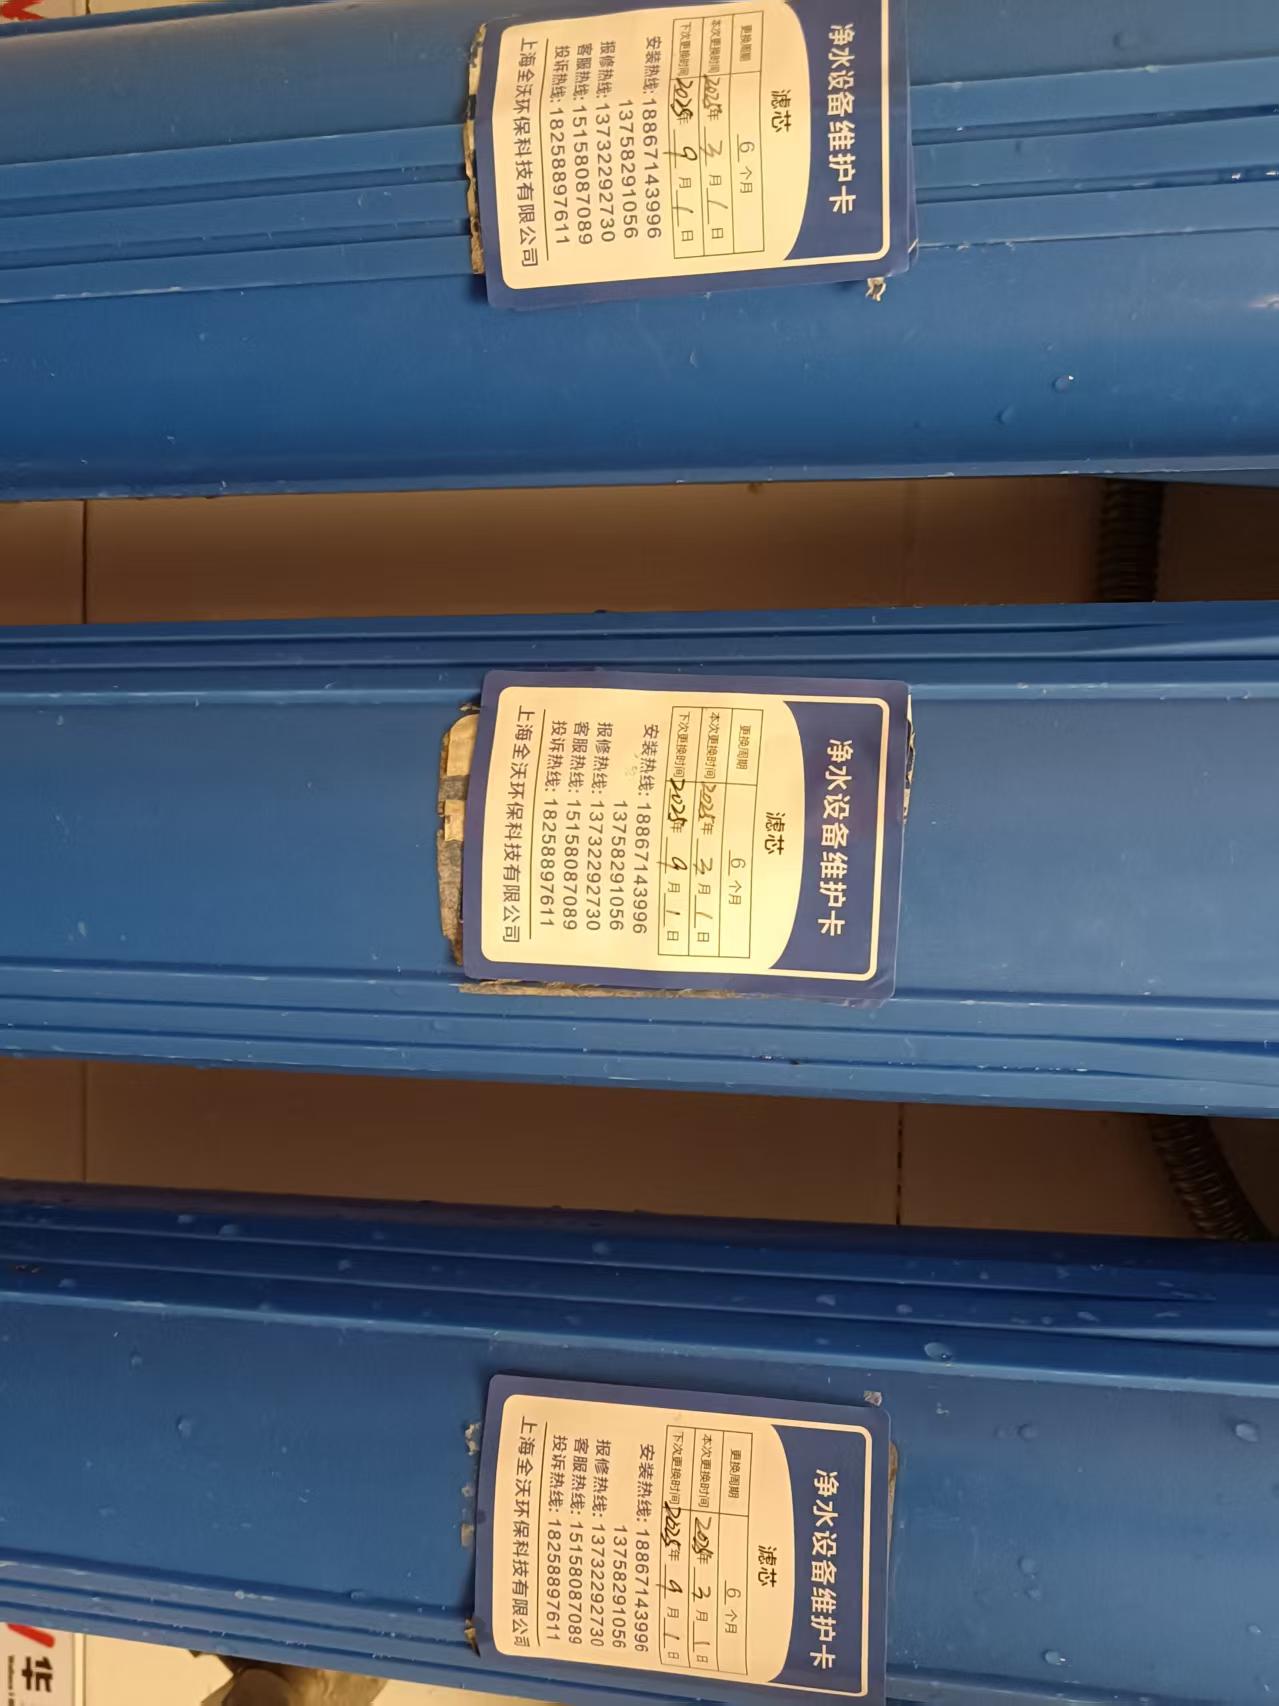 净水设备维护卡
滤芯
更换周期 6 个月
本次更换时间 2025年 3 月 1 日
下次更换时间 2025年 9 月 1 日
安装热线: 18867143996
13758291056
报修热线: 13732292730
客服热线: 15158087089
投诉热线: 18258897611
上海全沃环保科技有限公司
净水设备维护卡
滤芯
更换周期 6 个月
本次更换时间 2025年 3 月 1 日
下次更换时间 2025年 9 月 1 日
安装热线: 18867143996
13758291056
报修热线: 13732292730
客服热线: 15158087089
投诉热线: 18258897611
上海全沃环保科技有限公司
净水设备维护卡
滤芯
更换周期 6 个月
本次更换时间 2025年 3 月 1 日
下次更换时间 2025年 9 月 1 日
安装热线: 18867143996
13758291056
报修热线: 13732292730
客服热线: 15158087089
投诉热线: 18258897611
上海全沃环保科技有限公司
华